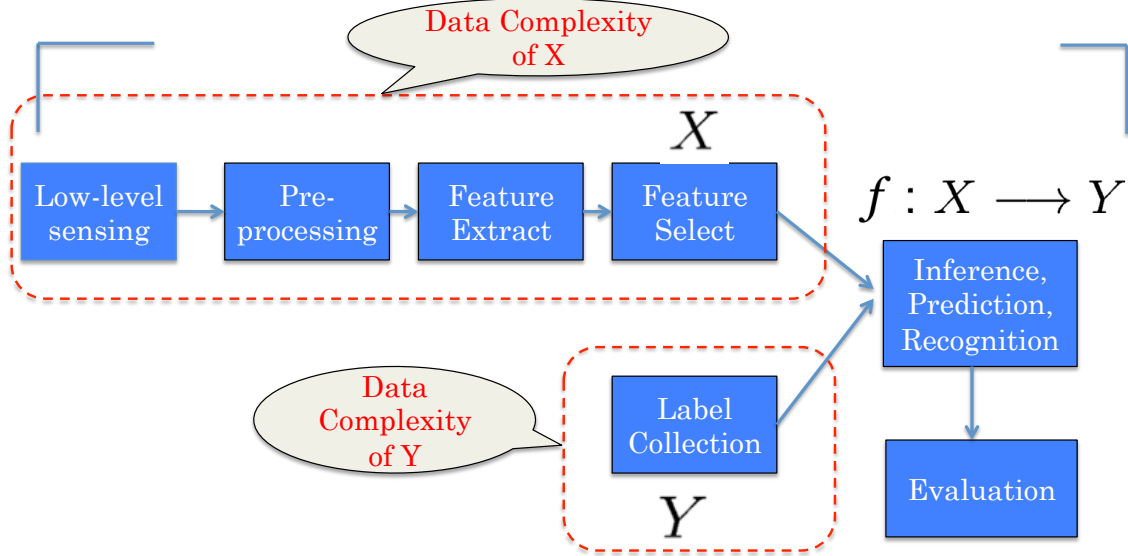 Data Complexity
of X
X
Low-level
sensing
Pre-
processing
Feature
Extract
Feature
Select
f : X ⟶ Y
Inference,
Prediction,
Recognition
Data
Complexity
of Y
Label
Collection
Y
Evaluation